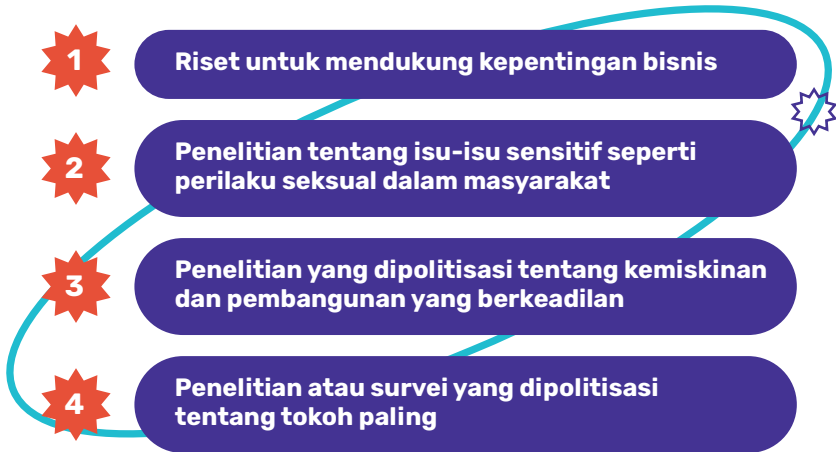 1
Riset untuk mendukung kepentingan bisnis
2
Penelitian tentang isu-isu sensitif seperti
perilaku seksual dalam masyarakat
3
Penelitian yang dipolitisasi tentang kemiskinan
dan pembangunan yang berkeadilan
4
Penelitian atau survei yang dipolitisasi
tentang tokoh paling